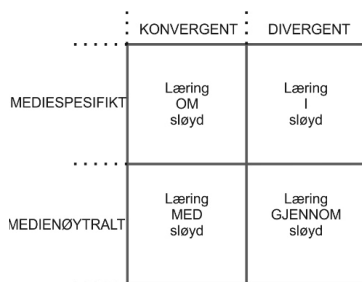 KONVERGENT DIVERGENT
MEDIESPESIFIKT
Læring
OM
sløyd
Læring
I
sløyd
MEDIENØYTRALT
Læring
MED
sløyd
Læring
GJENNOM
sløyd